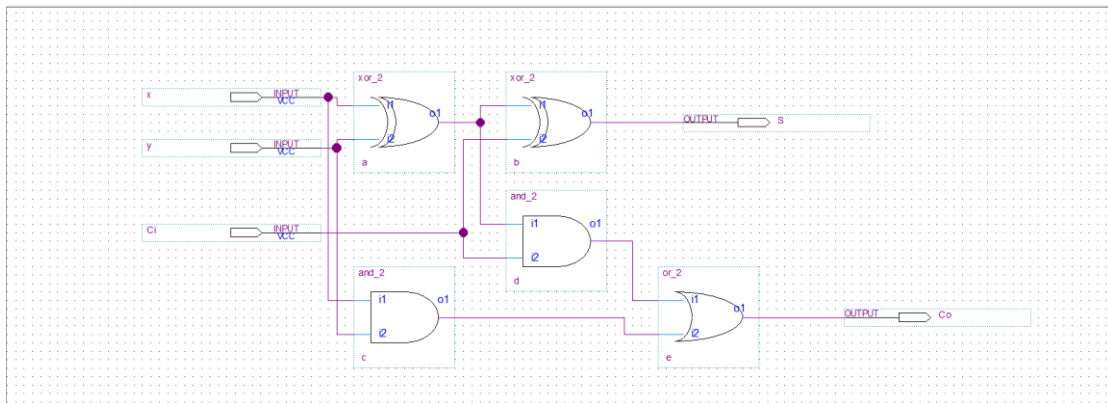 xor_2
xor_2
x
INPUT
VCC
i1
o1
i2
a
i1
o1
i2
b
OUTPUT
S
y
INPUT
VCC
and_2
i1
o1
i2
d
Ci
INPUT
VCC
and_2
i1
o1
i2
c
or_2
i1
o1
i2
e
OUTPUT
Co